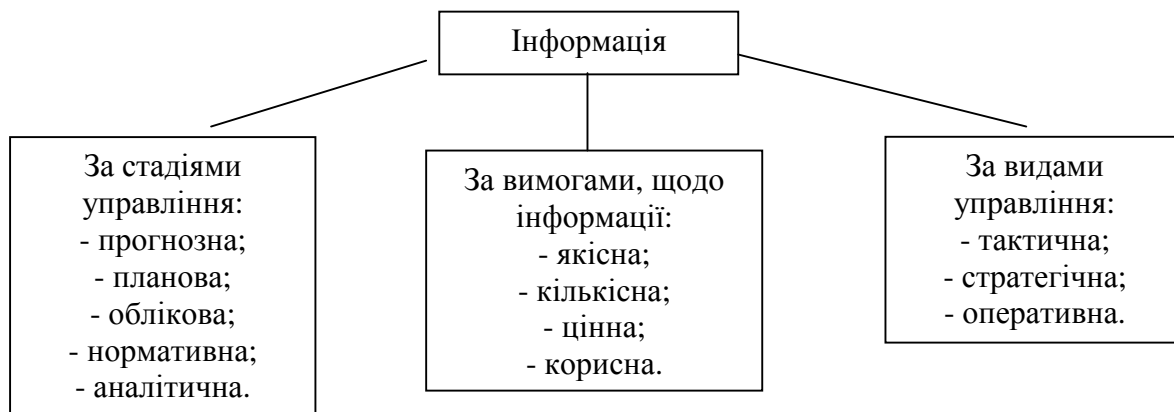 Інформація
За стадіями
управління:
- прогнозна;
- планова;
- облікова;
- нормативна;
- аналітична.
За вимогами, щодо
інформації:
- якісна;
- кількісна;
- цінна;
- корисна.
За видами
управління:
- тактична;
- стратегічна;
- оперативна.